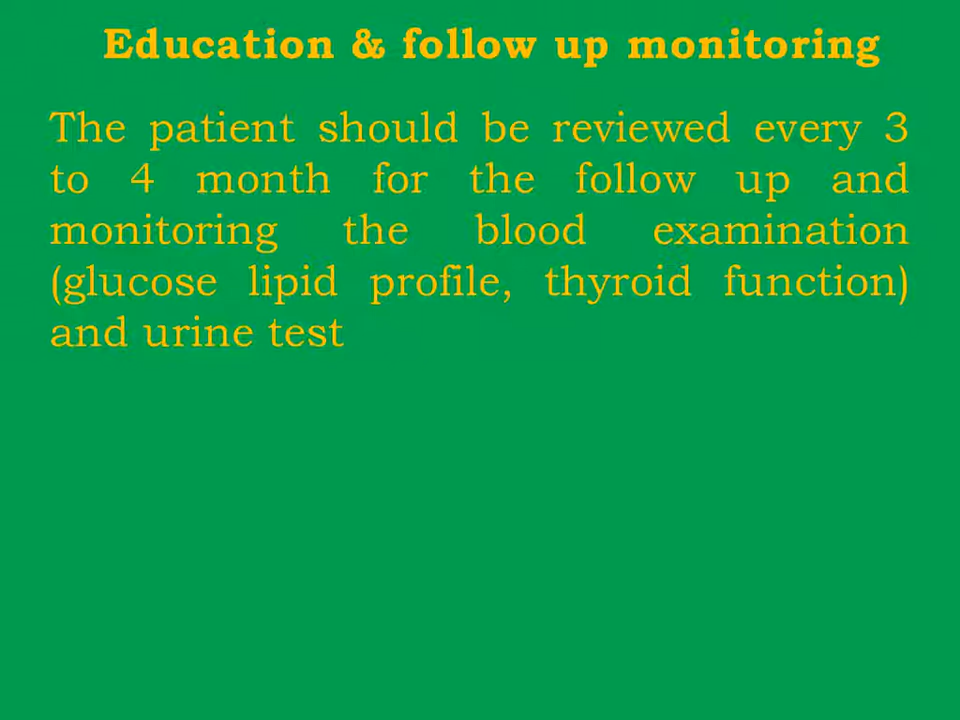 Education & follow up monitoring
The patient should be reviewed every 3
to 4 month for the follow up and
monitoring the blood examination
(glucose lipid profile, thyroid function)
and urine test